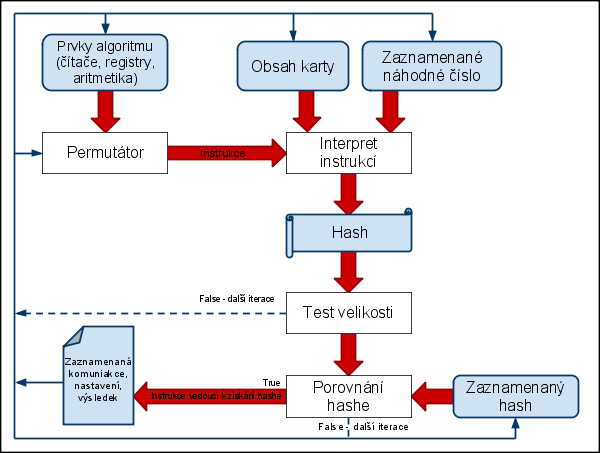 Prvky algoritmu
(čítače, registry,
aritmetika)
Obsah karty
Zaznamenané
náhodné číslo
Permutátor
Instrukce
Interpret
instrukcí
Hash
False - další iterace
Test velikosti
Zaznamenaná
komuniakce,
nastavení,
výsledek
True
Instrukce vedoucí k získání hashe
Porovnání
hashe
Zaznamenaný
hash
False - další iterace